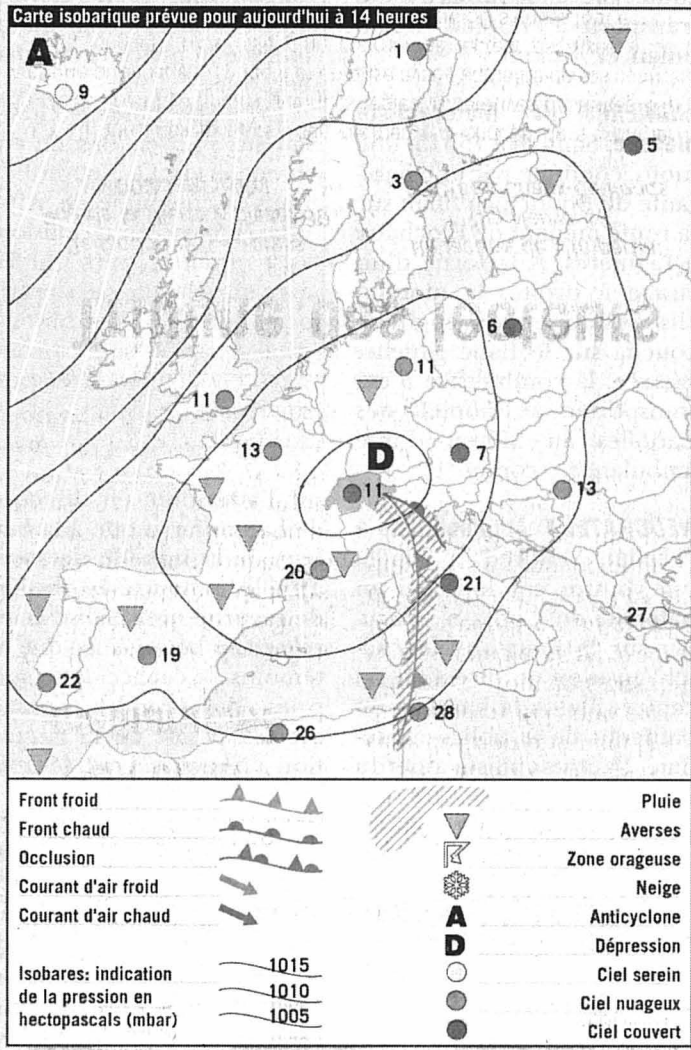 Carte isobarique prévue pour aujourd'hui à 14 heures
A
9
1
5
3
6
11
11
13
D
7
11
13
20
21
27
19
22
26
28
Front froid
Front chaud
Occlusion
Courant d'air froid
Courant d'air chaud
Isobares: indication
de la pression en
hectopascals (mbar)
1015
1010
1005
Pluie
Averses
Zone orageuse
Neige
A Anticyclone
D Dépression
Ciel serein
Ciel nuageux
Ciel couvert